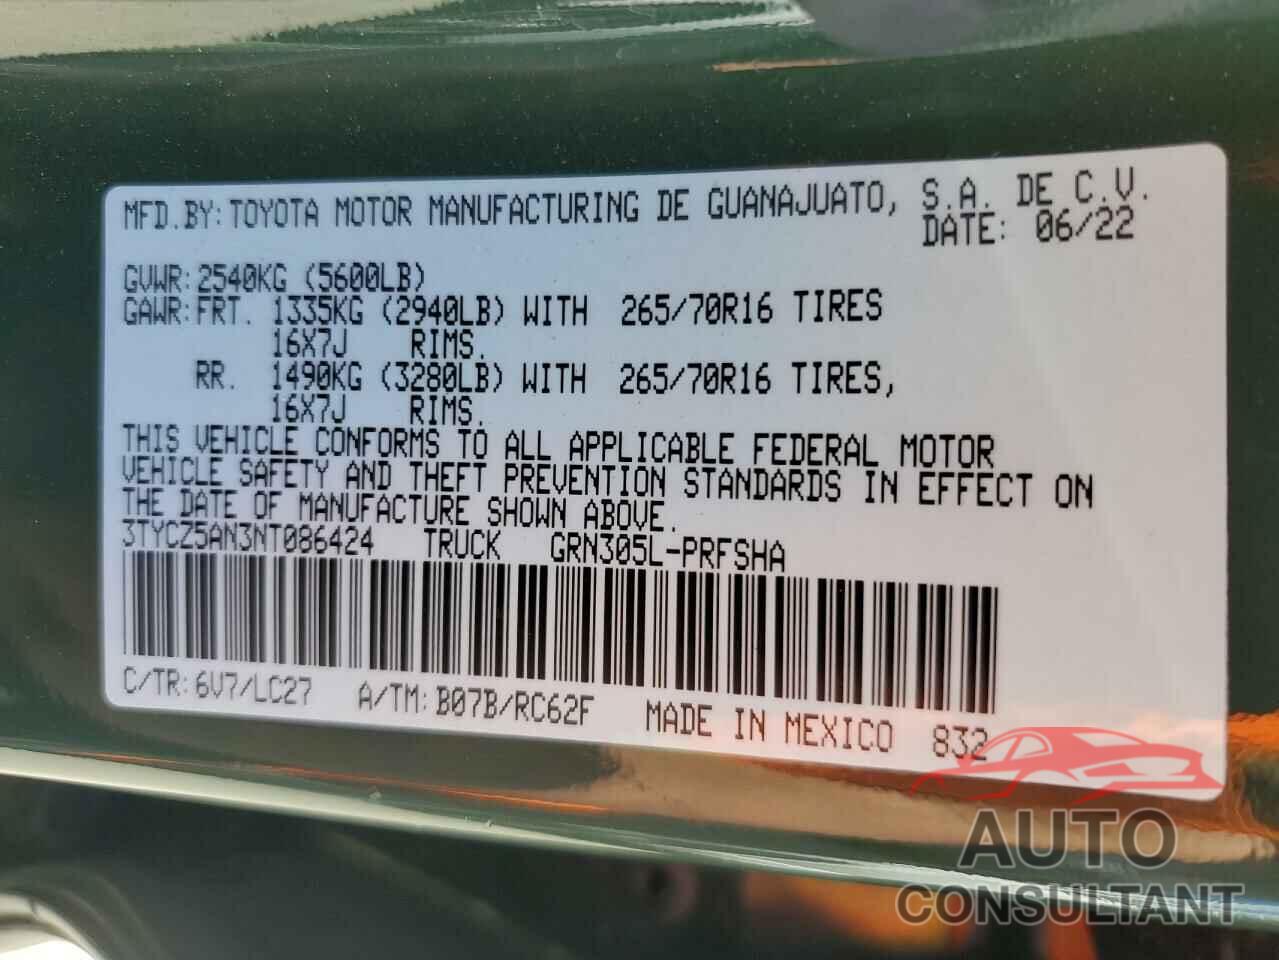 MFD.BY: TOYOTA MOTOR MANUFACTURING DE GUANAJUATO, S.A. DE C.V.
DATE: 06/22
GVWR: 2540KG (5600LB)
GAWR: FRT. 1335KG (2940LB) WITH 265/70R16 TIRES
16X7J RIMS.
RR. 1490KG (3280LB) WITH 265/70R16 TIRES,
16X7J RIMS.
THIS VEHICLE CONFORMS TO ALL APPLICABLE FEDERAL MOTOR
VEHICLE SAFETY AND THEFT PREVENTION STANDARDS IN EFFECT ON
THE DATE OF MANUFACTURE SHOWN ABOVE.
3TYCZ5AN3NT086424 TRUCK GRN305L-PRFSHA
C/TR: 6V7/LC27 A/TM: B07B/RC62F MADE IN MEXICO 832
AUTO
CONSULTANT